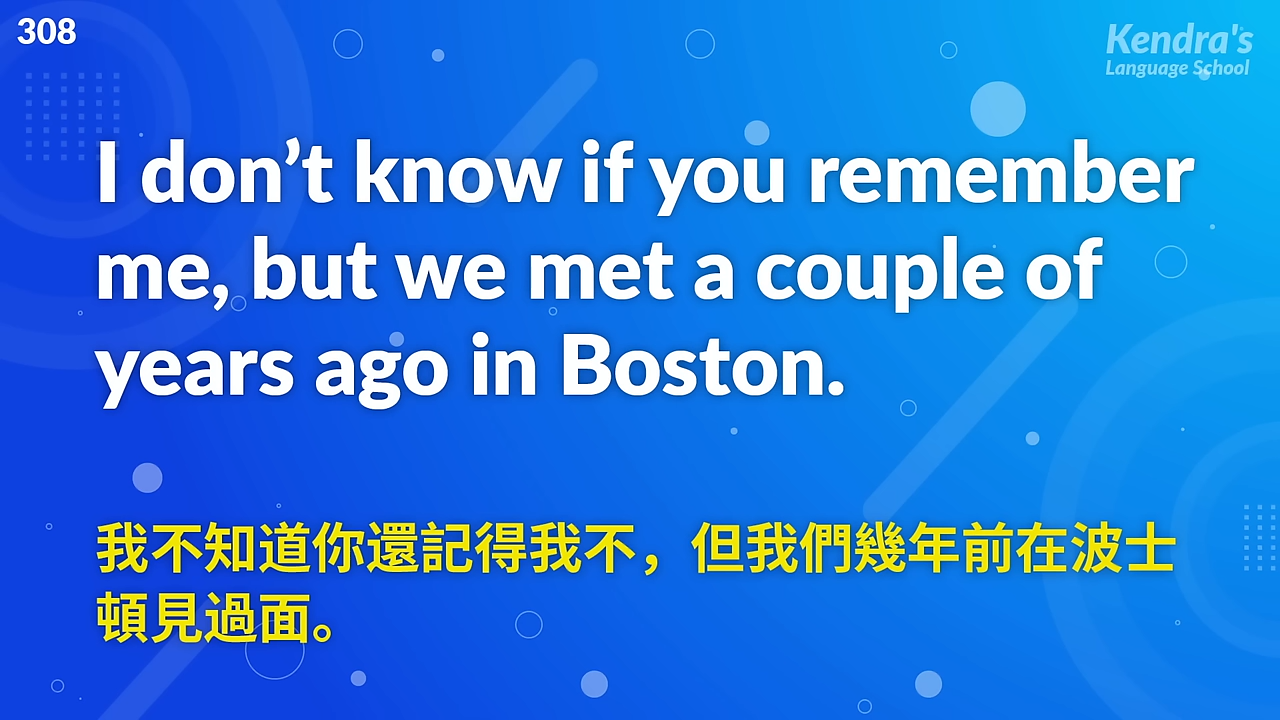 308
Kendra's
Language School
I don’t know if you remember
me, but we met a couple of
years ago in Boston.
我不知道你還記得我不，但我們幾年前在波士
頓見過面。